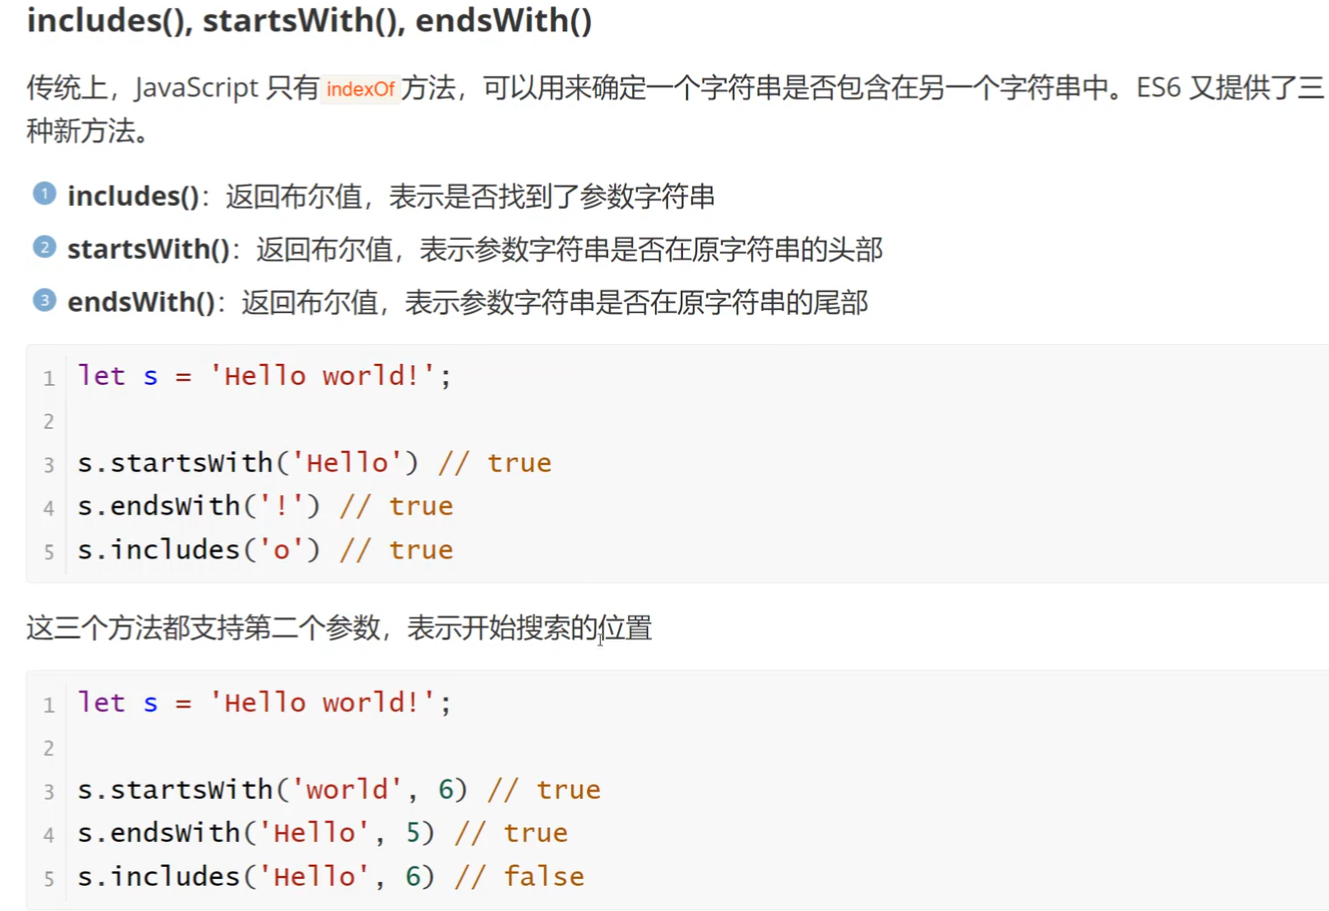 includes(), startsWith(), endsWith()
传统上，JavaScript 只有 indexOf 方法，可以用来确定一个字符串是否包含在另一个字符串中。ES6 又提供了三
种新方法。
1 includes()：返回布尔值，表示是否找到了参数字符串
2 startsWith()：返回布尔值，表示参数字符串是否在原字符串的头部
3 endsWith()：返回布尔值，表示参数字符串是否在原字符串的尾部
1 let s = 'Hello world!';
2
3 s.startsWith('Hello') // true
4 s.endsWith('!') // true
5 s.includes('o') // true
这三个方法都支持第二个参数，表示开始搜索的位置
1 let s = 'Hello world!';
2
3 s.startsWith('world', 6) // true
4 s.endsWith('Hello', 5) // true
5 s.includes('Hello', 6) // false